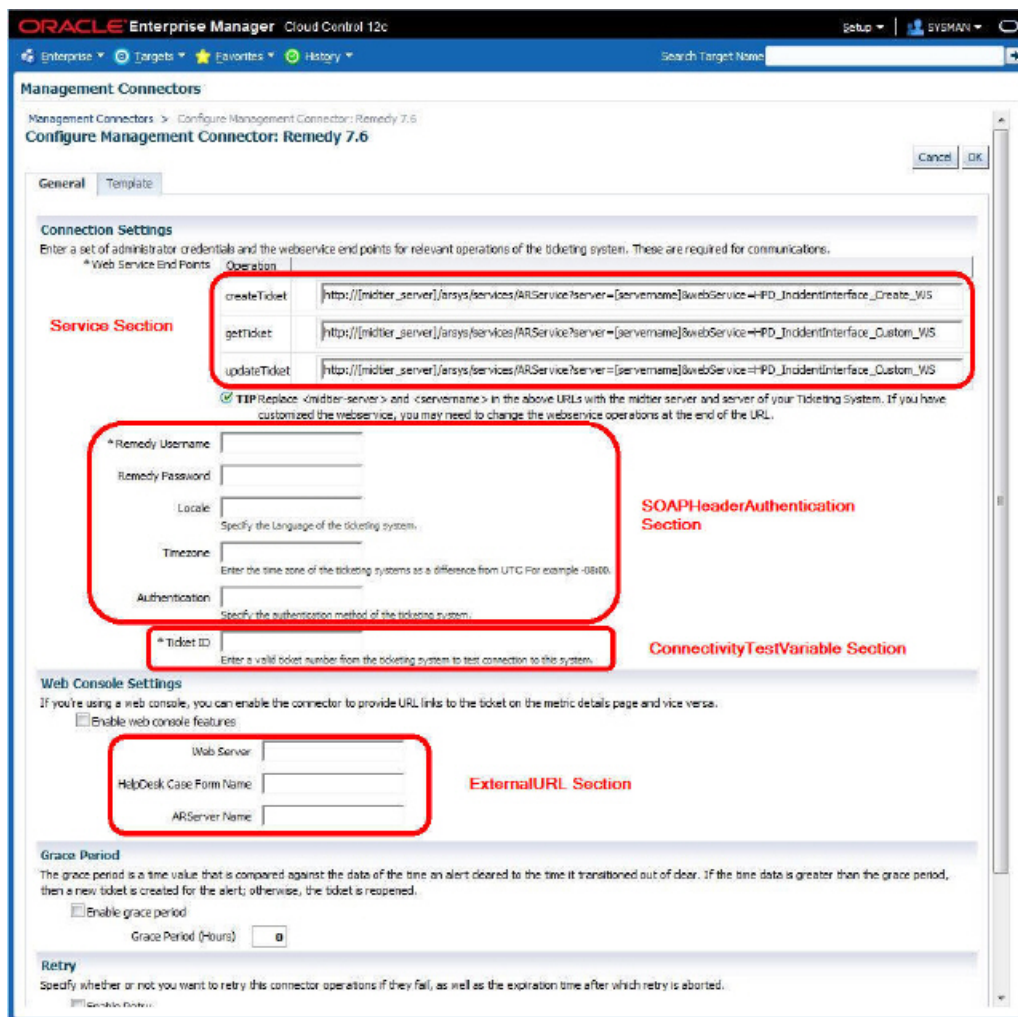 ORACLE Enterprise Manager Cloud Control 12c
Setup
SYSMAN
Enterprise Targets Favorites History
Search Target Name
Management Connectors
Management Connectors > Configure Management Connector: Remedy 7.6
Configure Management Connector: Remedy 7.6
Cancel OK
General Template
Connection Settings
Enter a set of administrator credentials and the webservice end points for relevant operations of the ticketing system. These are required for communications.
* Web Service End Points Operation
createTicket http://[midtier_server]/arsys/services/ARService?server=[servername]&webService=HPD_IncidentInterface_Create_WS
Service Section
getTicket http://[midtier_server]/arsys/services/ARService?server=[servername]&webService=HPD_IncidentInterface_Custom_WS
updateTicket http://[midtier_server]/arsys/services/ARService?server=[servername]&webService=HPD_IncidentInterface_Custom_WS
TIP Replace <midtier-server> and <servername> in the above URLs with the midtier server and server of your Ticketing System. If you have
customized the webservice, you may need to change the webservice operations at the end of the URL.
* Remedy Username
Remedy Password
Locale
Specify the Language of the ticketing system.
SOAPHeaderAuthentication
Section
Timezone
Enter the time zone of the ticketing systems as a difference from UTC For example -08:00.
Authentication
Specify the authentication method of the ticketing system.
* Ticket ID
Enter a valid ticket number from the ticketing system to test connection to this system.
ConnectivityTestVariable Section
Web Console Settings
If you're using a web console, you can enable the connector to provide URL links to the ticket on the metric details page and vice versa.
Enable web console features
Web Server
HelpDesk Case Form Name
ExternalURL Section
ARServer Name
Grace Period
The grace period is a time value that is compared against the data of the time an alert cleared to the time it transitioned out of clear. If the time data is greater than the grace period,
then a new ticket is created for the alert; otherwise, the ticket is reopened.
Enable grace period
Grace Period (Hours) 0
Retry
Specify whether or not you want to retry this connector operations if they fail, as well as the expiration time after which retry is aborted.
Enable Retry